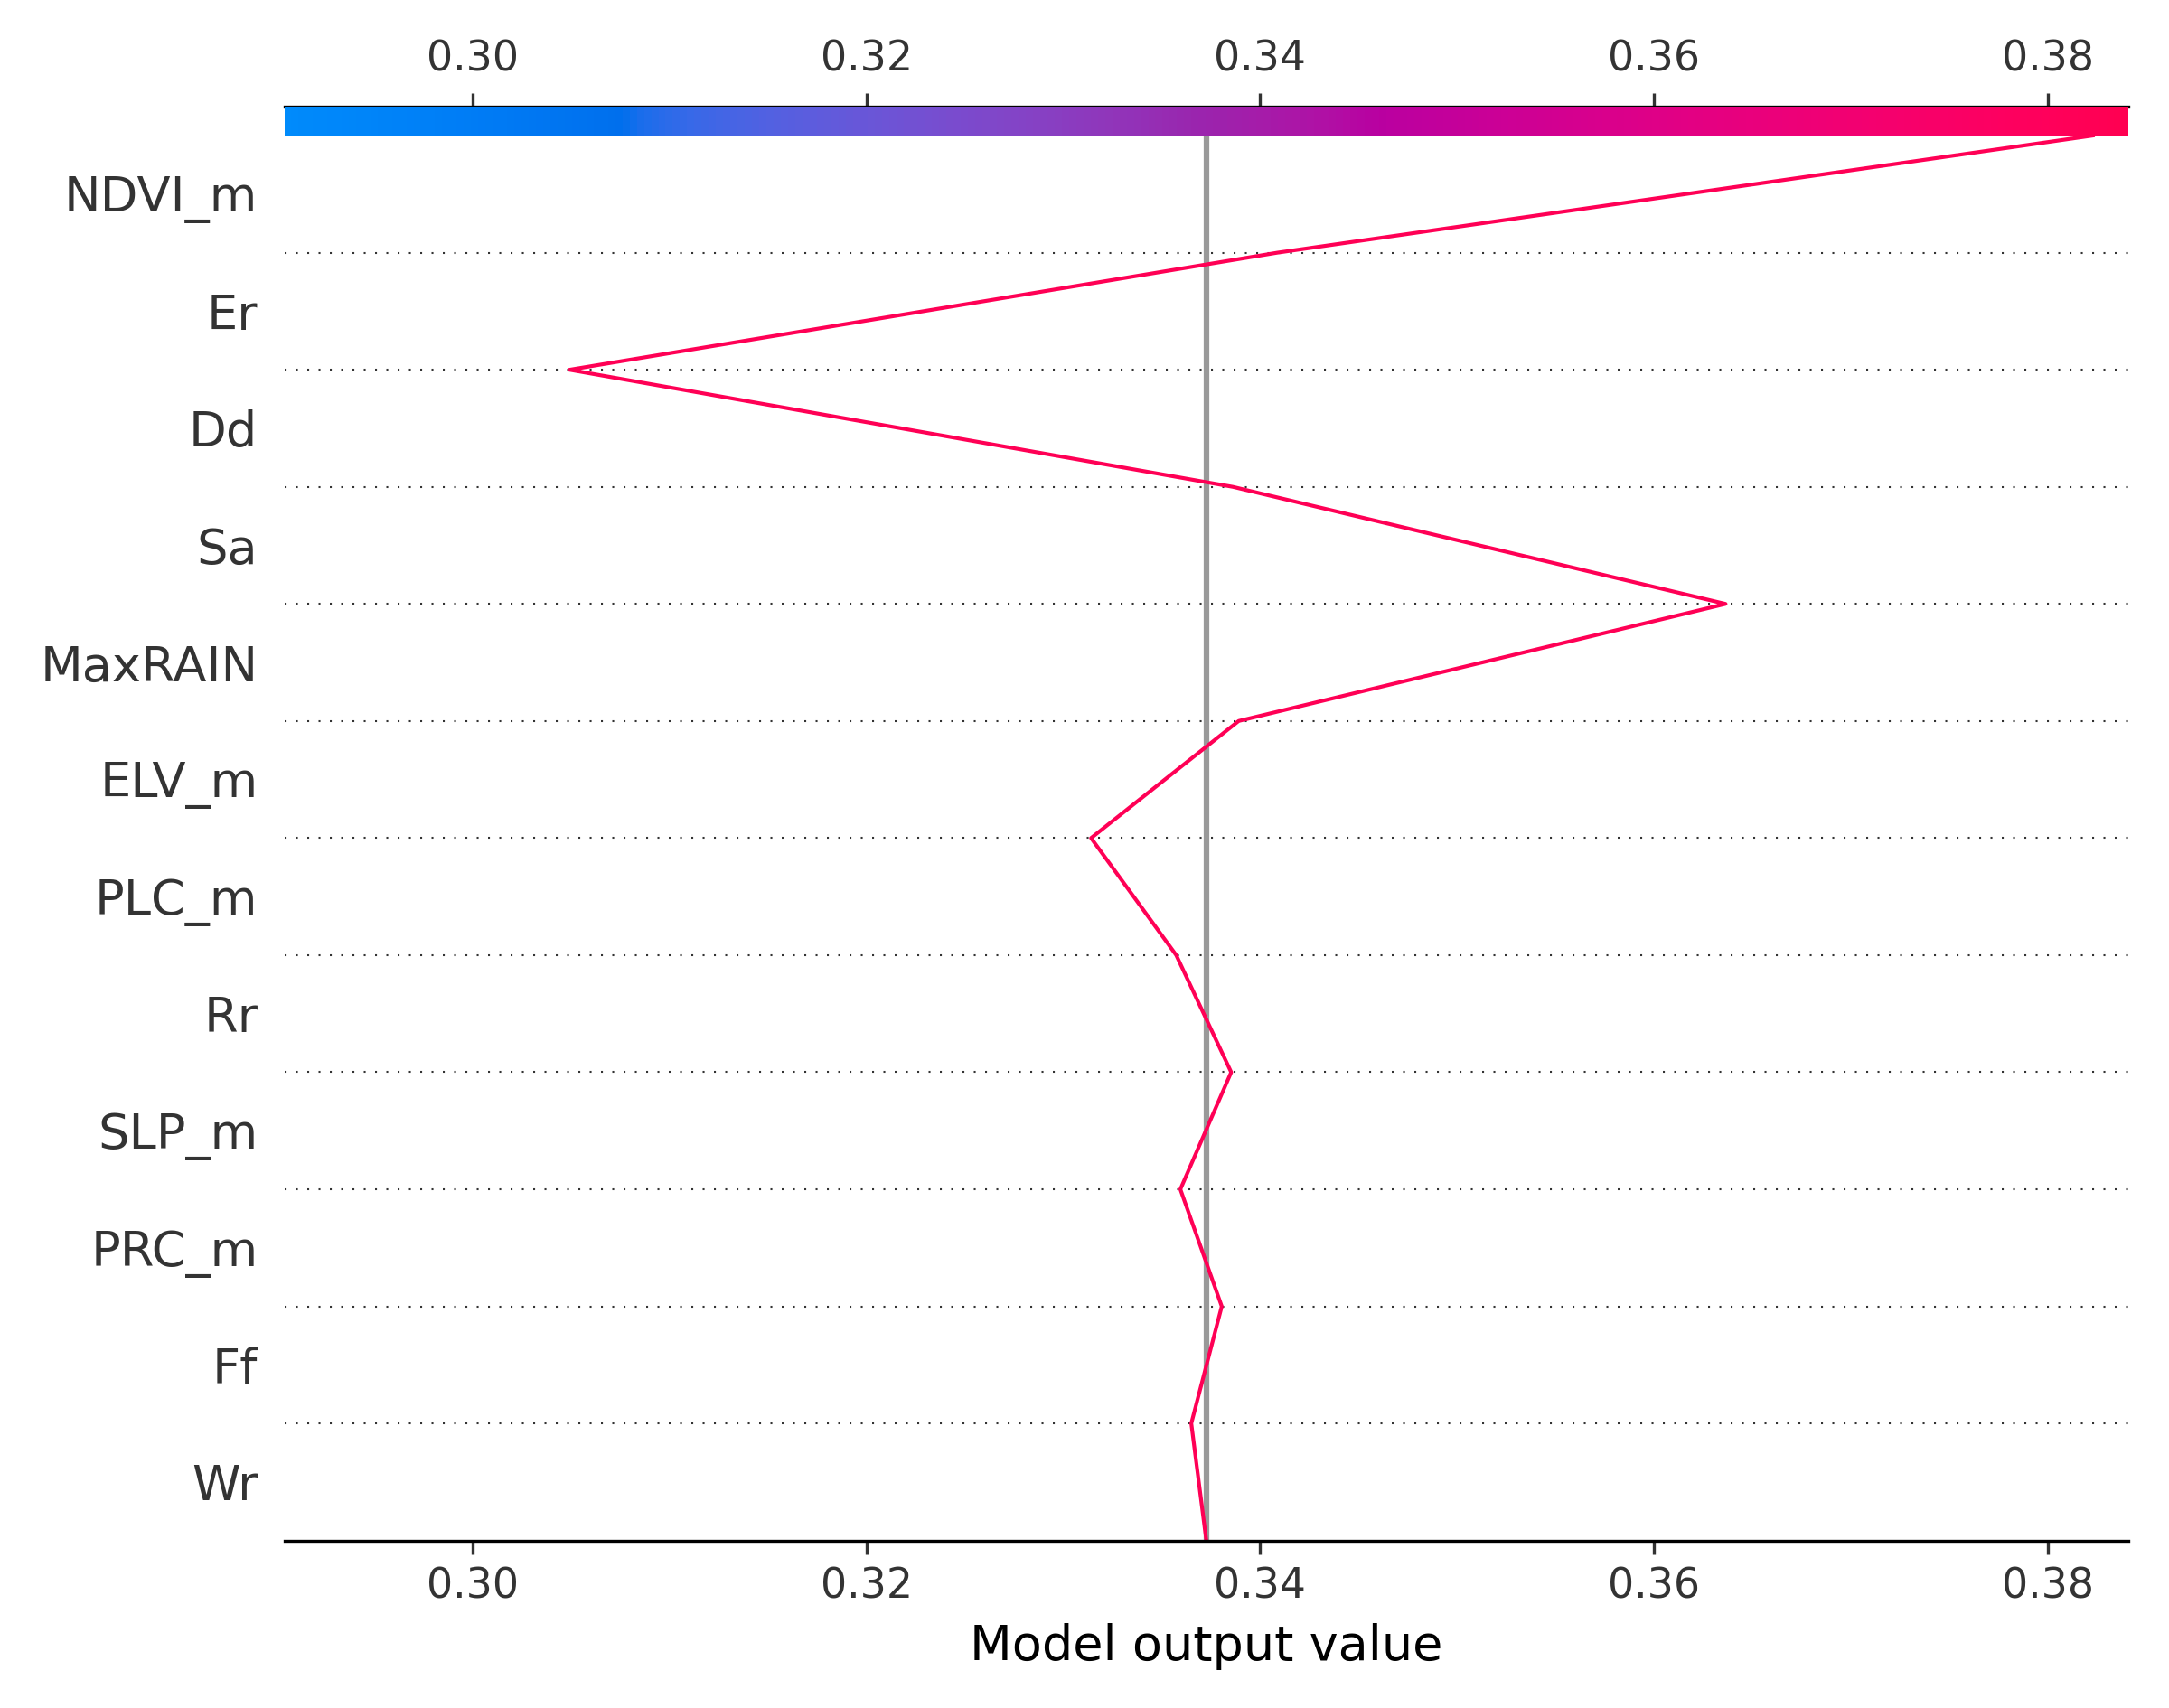 0.30 0.32 0.34 0.36 0.38
NDVI_m
Er
Dd
Sa
MaxRAIN
ELV_m
PLC_m
Rr
SLP_m
PRC_m
Ff
Wr
0.30 0.32 0.34 0.36 0.38
Model output value